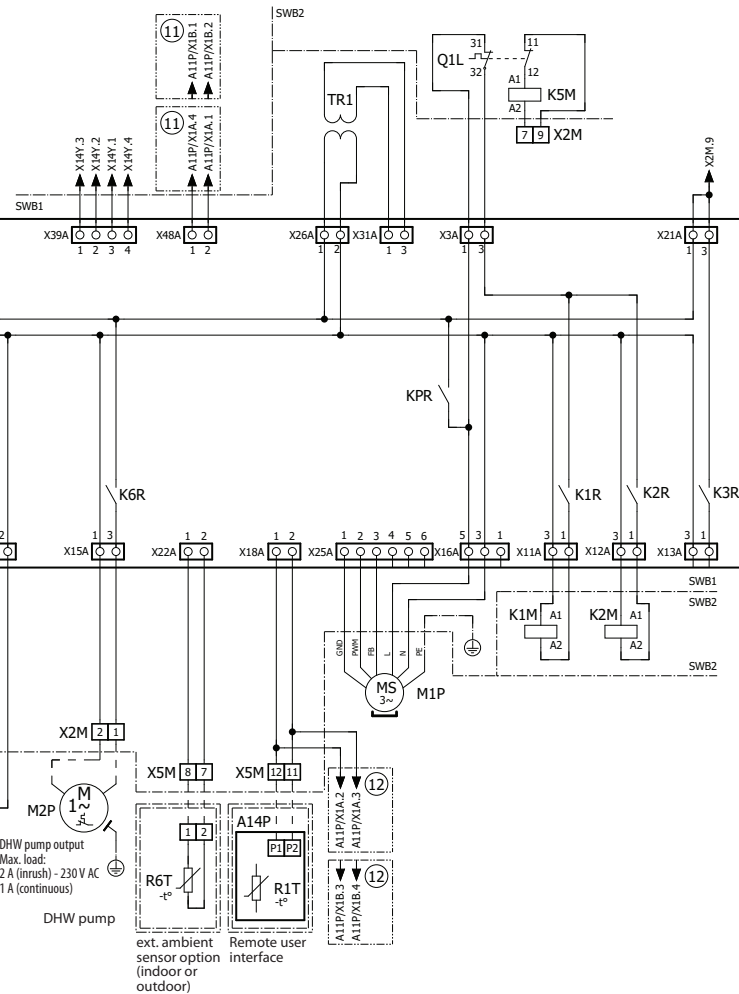 SWB2
11
A11P/X1B.1
A11P/X1B.2
31
Q1L
32
11
12
A1
K5M
A2
TR1
11
A11P/X1A.4
A11P/X1A.1
7 9 X2M
X14Y.3
X14Y.2
X14Y.1
X14Y.4
X2M.9
SWB1
X39A
1 2 3 4
X48A
1 2
X26A
1 2
X31A
1 3
X3A
1 3
X21A
1 3
KPR
K6R
K1R
K2R
K3R
2
X15A
1 3
X22A
1 2
X18A
1 2
X25A
1 2 3 4 5 6
X16A
5 3 1
X11A
3 1
X12A
3 1
X13A
3 1
SWB1
SWB2
K1M A1
A2
K2M A1
A2
SWB2
GND
PWM
FB
L
N
PE
MS
3~
M1P
X2M 2 1
X5M 8 7
X5M 12 11
M2P
M
1~
DHW pump output
Max. load:
2 A (inrush) - 230 V AC
1 A (continuous)
DHW pump
1 2
R6T
-t°
ext. ambient
sensor option
(indoor or
outdoor)
A14P
P1 P2
R1T
-t°
Remote user
interface
A11P/X1A.2
A11P/X1A.3
12
A11P/X1B.3
A11P/X1B.4
12